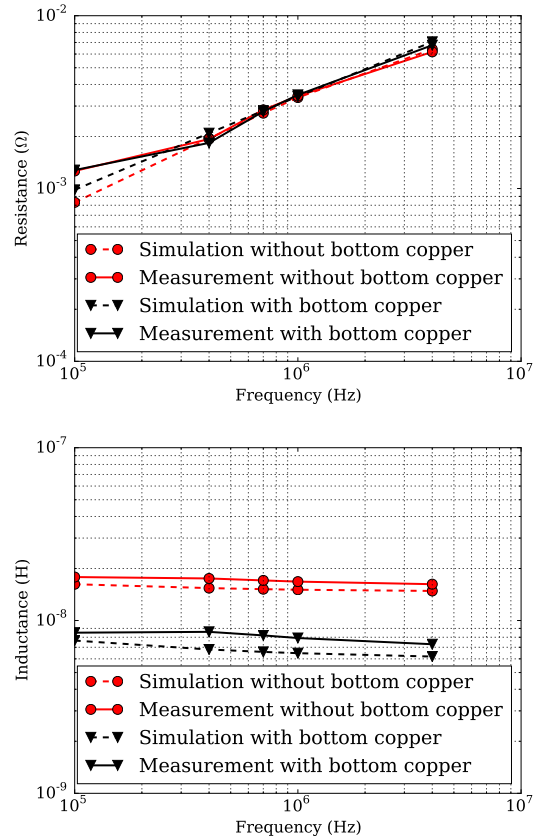 10^-2
10^-3
10^-4
Resistance (Ω)
Simulation without bottom copper
Measurement without bottom copper
Simulation with bottom copper
Measurement with bottom copper
10^5 10^6 10^7
Frequency (Hz)
10^-7
10^-8
10^-9
Inductance (H)
Simulation without bottom copper
Measurement without bottom copper
Simulation with bottom copper
Measurement with bottom copper
10^5 10^6 10^7
Frequency (Hz)